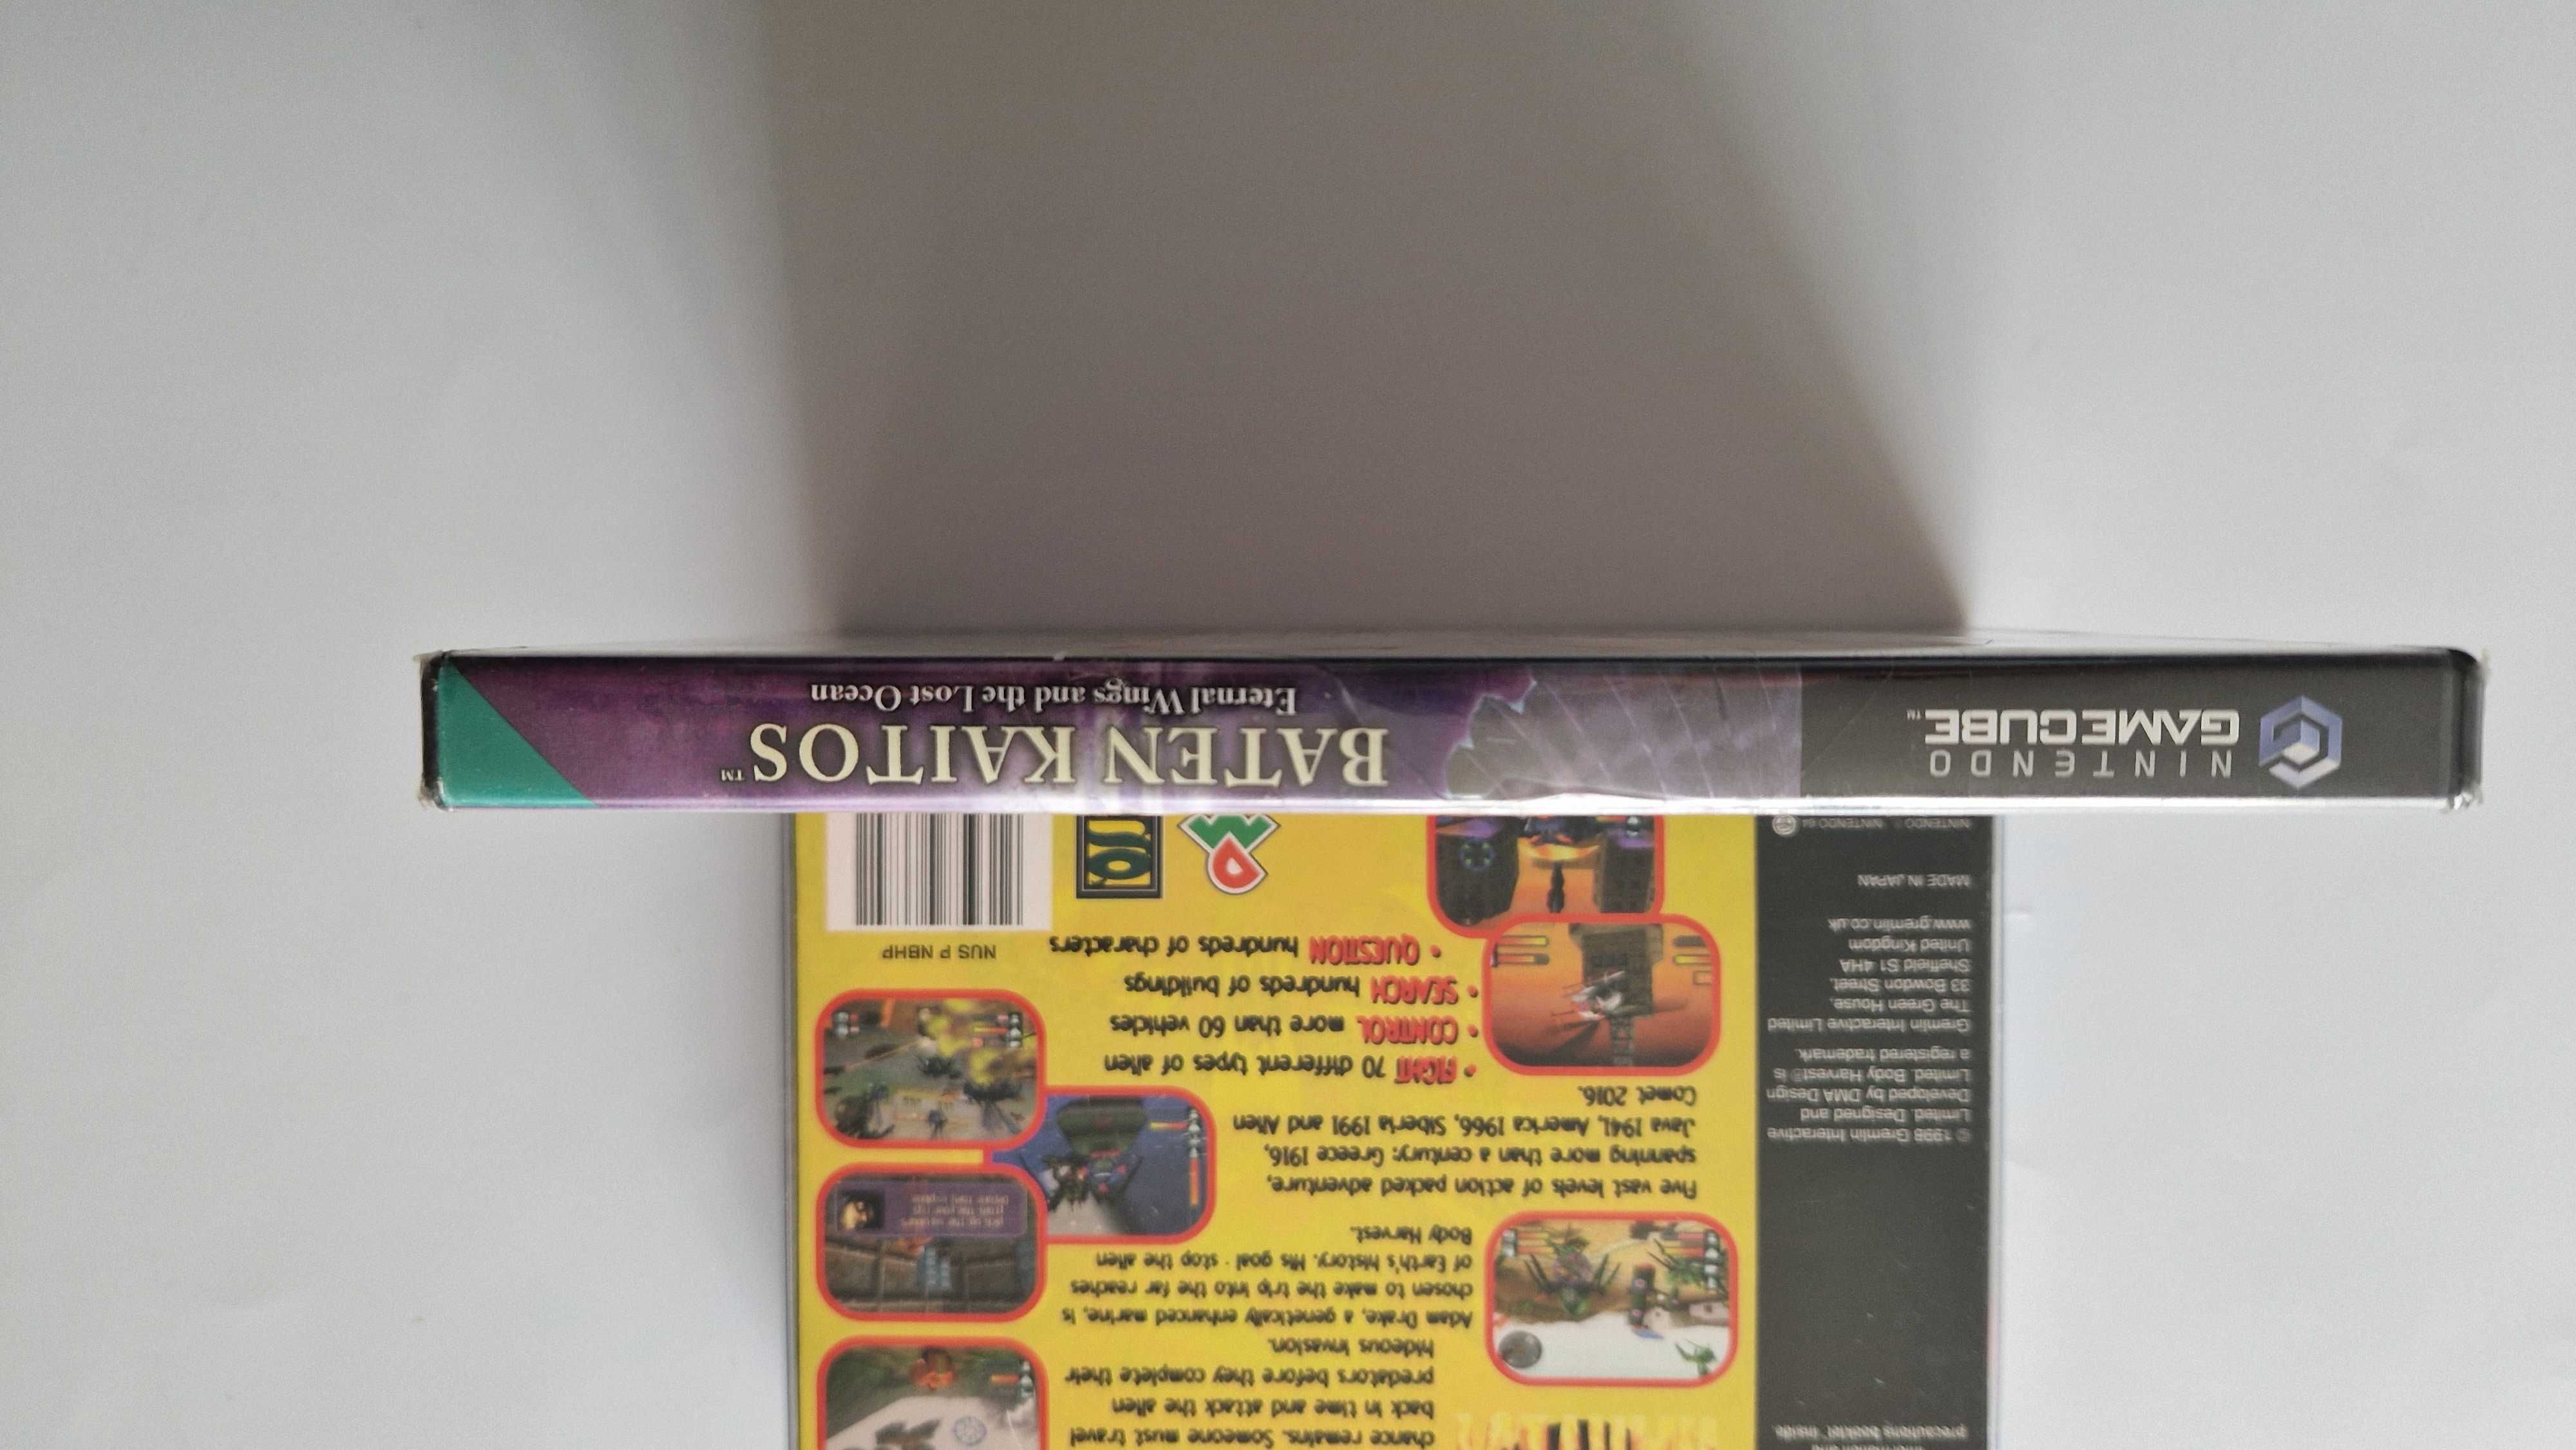 NINTENDO
GAMECUBE™
BATEN KAITOS™
Eternal Wings and the Lost Ocean
chance remains. Someone must travel
back in time and attack the alien
predators before they complete their
hideous invasion.
Adam Drake, a genetically enhanced marine, is
chosen to make the trip into the far reaches
of Earth's history. His goal - stop the alien
Body Harvest.
Five vast levels of action packed adventure,
spanning more than a century: Greece 1916,
Java 1941, America 1966, Siberia 1991 and Alien
Comet 2016.
• FIGHT 70 different types of alien
• CONTROL more than 60 vehicles
• SEARCH hundreds of buildings
• QUESTION hundreds of characters
NUS P NBHP
precautions booklet inside.
© 1998 Gremlin Interactive
Limited. Designed and
Developed by DMA Design
Limited. Body Harvest® is
a registered trademark.
Gremlin Interactive Limited
The Green House,
33 Bowdon Street,
Sheffield S1 4HA
United Kingdom
www.gremlin.co.uk
MADE IN JAPAN